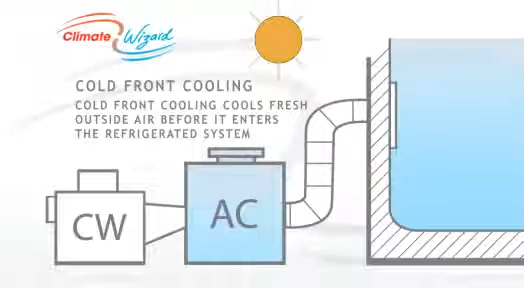 Climate Wizard
COLD FRONT COOLING
COLD FRONT COOLING COOLS FRESH
OUTSIDE AIR BEFORE IT ENTERS
THE REFRIGERATED SYSTEM
CW
AC